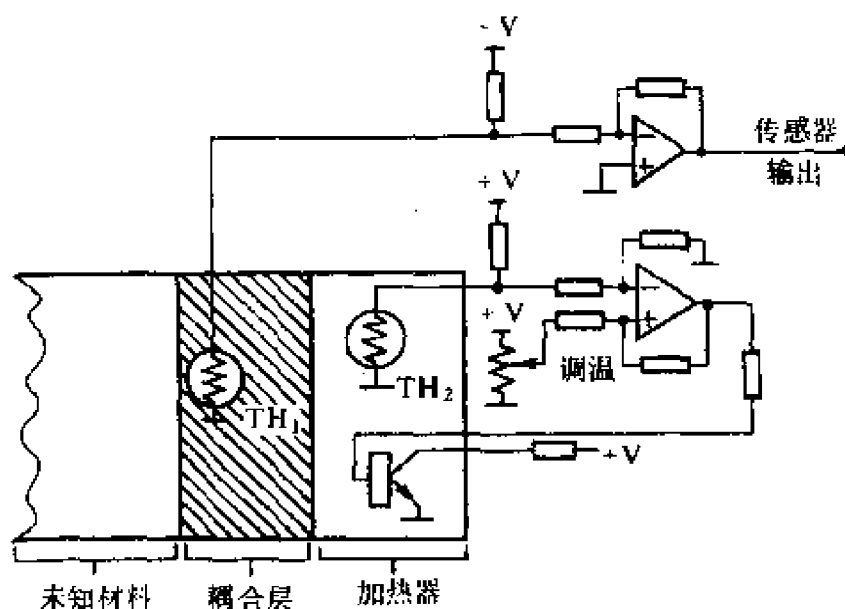 - V
传感器
输出
+ V
+ V
调温
TH₂
TH₁
+V
未知材料
耦合层
加热器